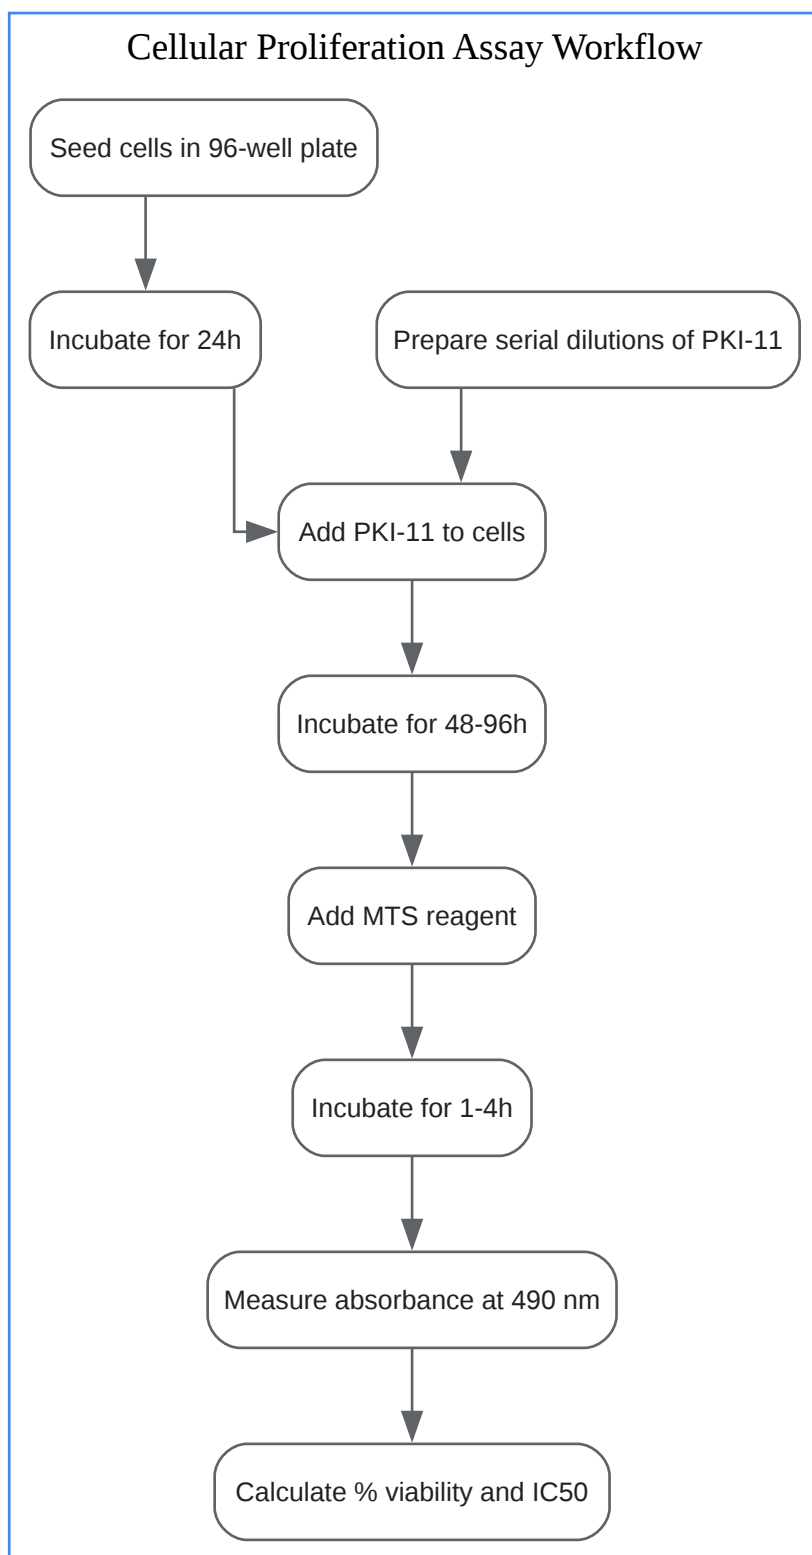 Cellular Proliferation Assay Workflow
Seed cells in 96-well plate
Incubate for 24h
Prepare serial dilutions of PKI-11
Add PKI-11 to cells
Incubate for 48-96h
Add MTS reagent
Incubate for 1-4h
Measure absorbance at 490 nm
Calculate % viability and IC50